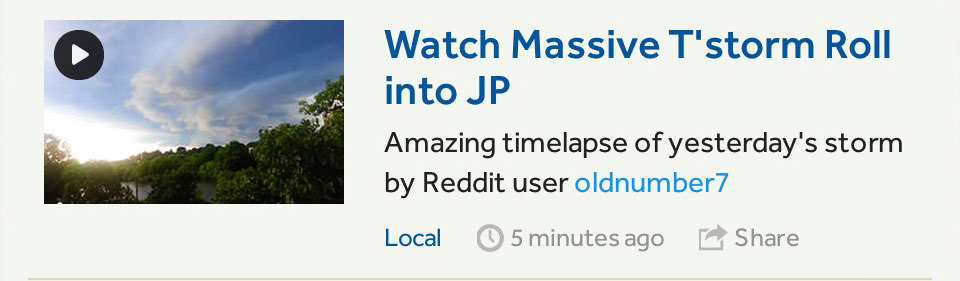 Watch Massive T'storm Roll
into JP
Amazing timelapse of yesterday's storm
by Reddit user oldnumber7
Local 5 minutes ago Share